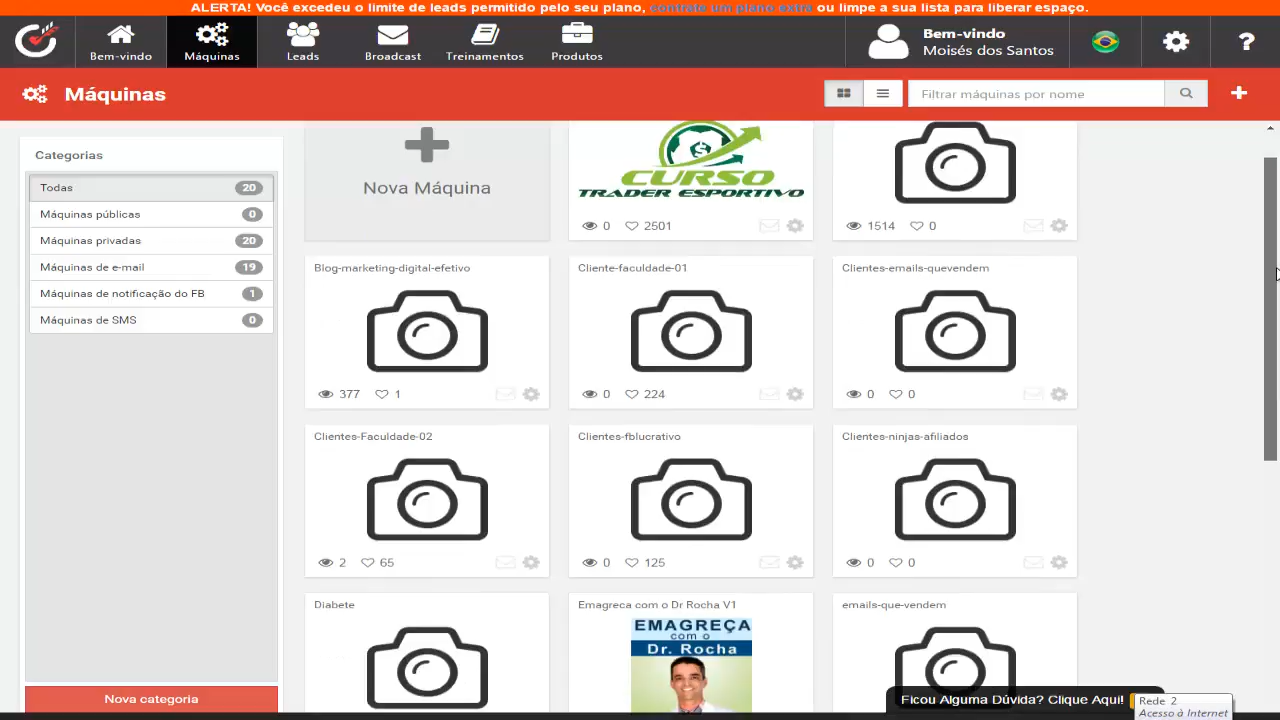 ALERTA! Você excedeu o limite de leads permitido pelo seu plano, contrate um plano extra ou limpe a sua lista para liberar espaço.
Bem-vindo
Máquinas
Leads
Broadcast
Treinamentos
Produtos
Bem-vindo
Moisés dos Santos
?
Máquinas
Filtrar máquinas por nome
Categorias
Todas 20
Máquinas públicas 0
Máquinas privadas 20
Máquinas de e-mail 19
Máquinas de notificação do FB 1
Máquinas de SMS 0
Nova categoria
Nova Máquina
CURSO
TRADER ESPORTIVO
0 2501
1514 0
Blog-marketing-digital-efetivo
377 1
Cliente-faculdade-01
0 224
Clientes-emails-quevendem
0 0
Clientes-Faculdade-02
2 65
Clientes-fblucrativo
0 125
Clientes-ninjas-afiliados
0 0
Diabete
Emagreca com o Dr Rocha V1
EMAGREÇA
com o
Dr. Rocha
emails-que-vendem
Ficou Alguma Dúvida? Clique Aqui!
Rede 2
Acesso à Internet